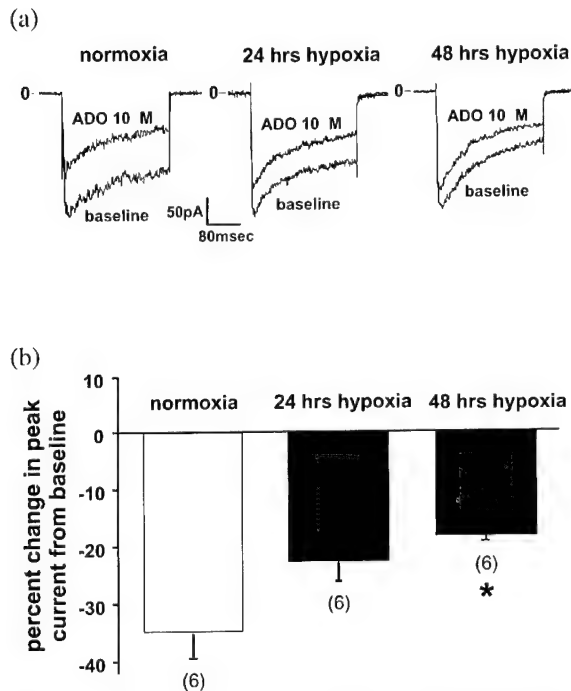 (a)
normoxia 24 hrs hypoxia 48 hrs hypoxia
0 0 0
ADO 10 M ADO 10 M ADO 10 M
baseline baseline baseline
50pA
80msec
(b)
percent change in peak
current from baseline
10
0
-10
-20
-30
-40
normoxia 24 hrs hypoxia 48 hrs hypoxia
(6) (6) (6)
*